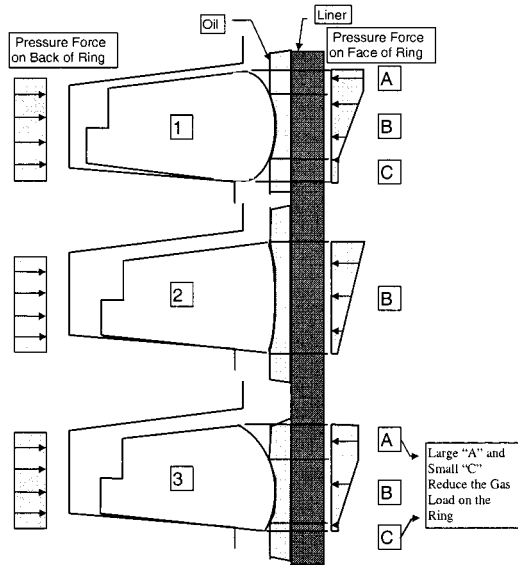 Oil
Liner
Pressure Force
on Back of Ring
Pressure Force
on Face of Ring
A
1
B
C
2
B
A
3
B
C
Large “A” and
Small “C”
Reduce the Gas
Load on the
Ring